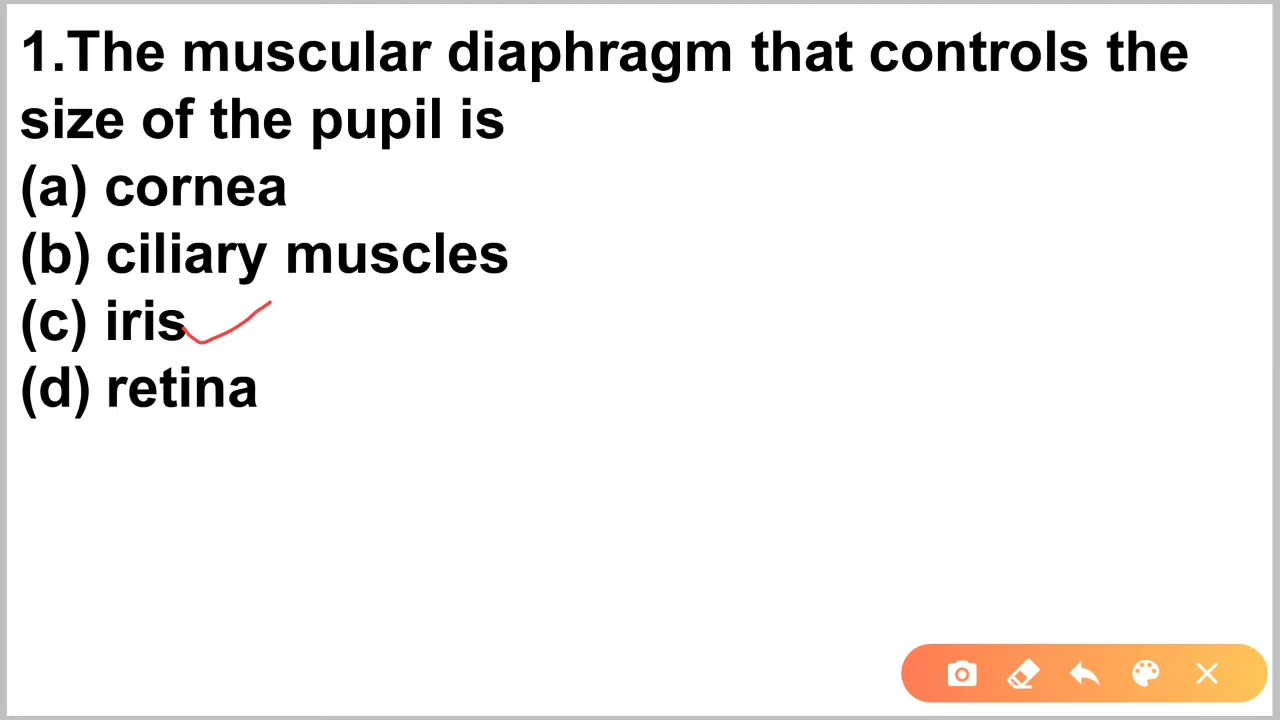 1.The muscular diaphragm that controls the
size of the pupil is
(a) cornea
(b) ciliary muscles
(c) iris
(d) retina